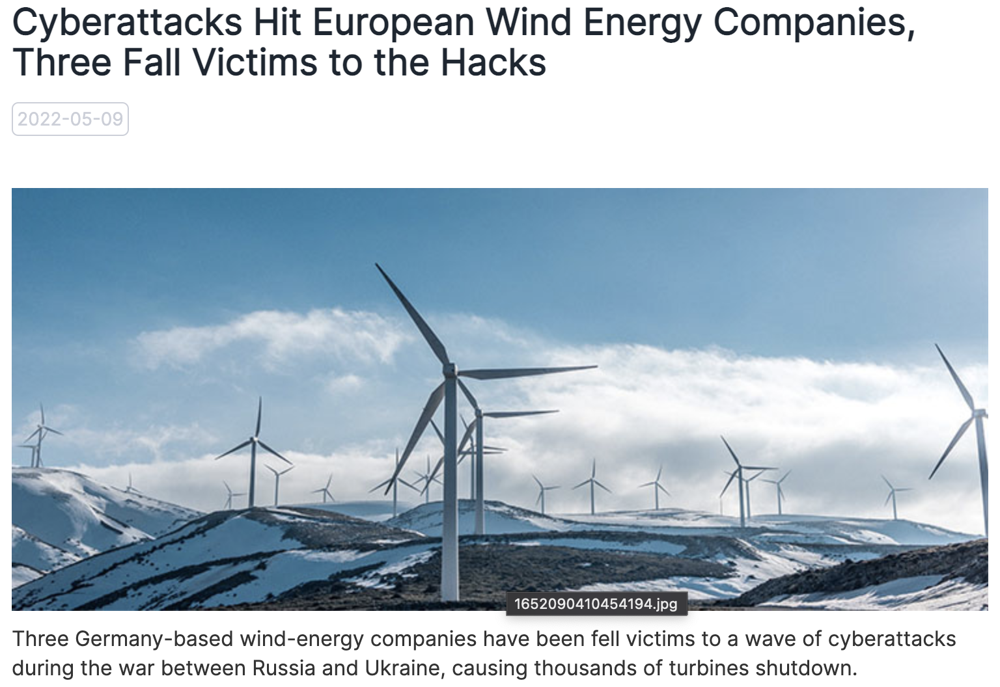 Cyberattacks Hit European Wind Energy Companies,
Three Fall Victims to the Hacks
2022-05-09
1652090410454194.jpg
Three Germany-based wind-energy companies have been fell victims to a wave of cyberattacks
during the war between Russia and Ukraine, causing thousands of turbines shutdown.